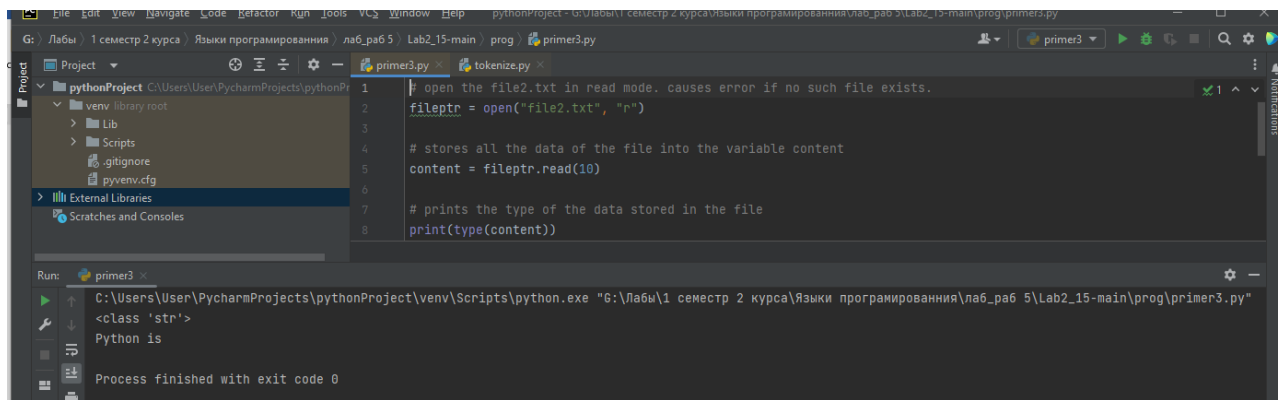 File Edit View Navigate Code Refactor Run Tools VCS Window Help pythonProject - G:\Лабы\1 семестр 2 курса\Языки програмированния\лаб_раб 5\Lab2_15-main\prog\primer3.py
G: Лабы 1 семестр 2 курса Языки програмированния лаб_раб 5 Lab2_15-main prog primer3.py primer3
Project primer3.py tokenize.py
Project
Notifications
pythonProject C:\Users\User\PycharmProjects\pythonPr
venv library root
Lib
Scripts
.gitignore
pyvenv.cfg
External Libraries
Scratches and Consoles
1 # open the file2.txt in read mode. causes error if no such file exists. 1
2 fileptr = open("file2.txt", "r")
3
4 # stores all the data of the file into the variable content
5 content = fileptr.read(10)
6
7 # prints the type of the data stored in the file
8 print(type(content))
Run: primer3
C:\Users\User\PycharmProjects\pythonProject\venv\Scripts\python.exe "G:\Лабы\1 семестр 2 курса\Языки програмированния\лаб_раб 5\Lab2_15-main\prog\primer3.py"
<class 'str'>
Python is
Process finished with exit code 0